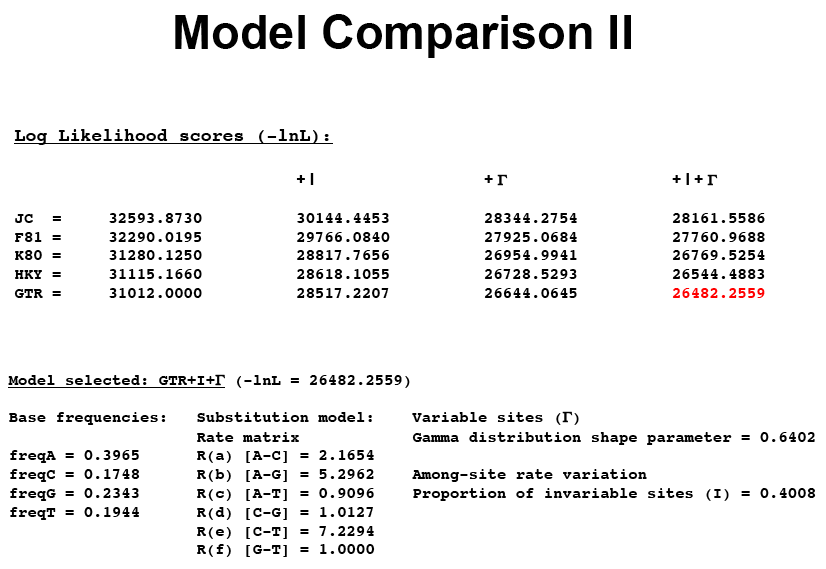 Model Comparison II
Log Likelihood scores (-lnL):
+I +Γ +I+Γ
JC = 32593.8730 30144.4453 28344.2754 28161.5586
F81 = 32290.0195 29766.0840 27925.0684 27760.9688
K80 = 31280.1250 28817.7656 26954.9941 26769.5254
HKY = 31115.1660 28618.1055 26728.5293 26544.4883
GTR = 31012.0000 28517.2207 26644.0645 26482.2559
Model selected: GTR+I+Γ (-lnL = 26482.2559)
Base frequencies: Substitution model: Variable sites (Γ)
Rate matrix Gamma distribution shape parameter = 0.6402
freqA = 0.3965 R(a) [A-C] = 2.1654
freqC = 0.1748 R(b) [A-G] = 5.2962 Among-site rate variation
freqG = 0.2343 R(c) [A-T] = 0.9096 Proportion of invariable sites (I) = 0.4008
freqT = 0.1944 R(d) [C-G] = 1.0127
R(e) [C-T] = 7.2294
R(f) [G-T] = 1.0000